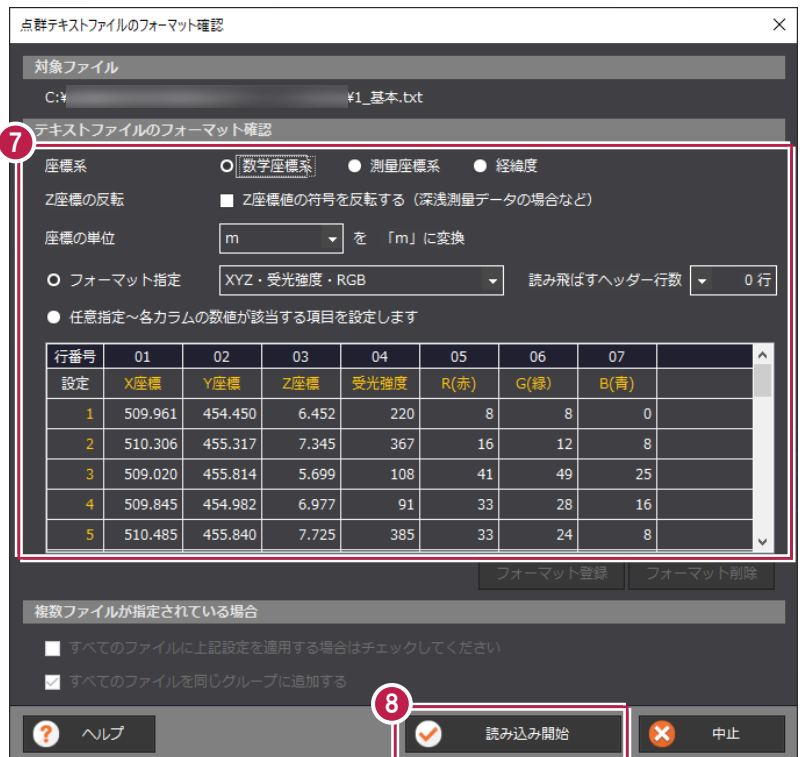 点群テキストファイルのフォーマット確認
対象ファイル
C:¥ ¥1_基本.txt
7
テキストファイルのフォーマット確認
座標系 数学座標系 測量座標系 経緯度
Z座標の反転 Z座標値の符号を反転する（深浅測量データの場合など）
座標の単位 m を 「m」に変換
フォーマット指定 XYZ・受光強度・RGB 読み飛ばすヘッダー行数 0 行
任意指定～各カラムの数値が該当する項目を設定します
行番号 01 02 03 04 05 06 07
設定 X座標 Y座標 Z座標 受光強度 R(赤) G(緑) B(青)
1 509.961 454.450 6.452 220 8 8 0
2 510.306 455.317 7.345 367 16 12 8
3 509.020 455.814 5.699 108 41 49 25
4 509.845 454.982 6.977 91 33 28 16
5 510.485 455.840 7.725 385 33 24 8
フォーマット登録 フォーマット削除
複数ファイルが指定されている場合
すべてのファイルに上記設定を適用する場合はチェックしてください
すべてのファイルを同じグループに追加する
8
? ヘルプ 読み込み開始 中止